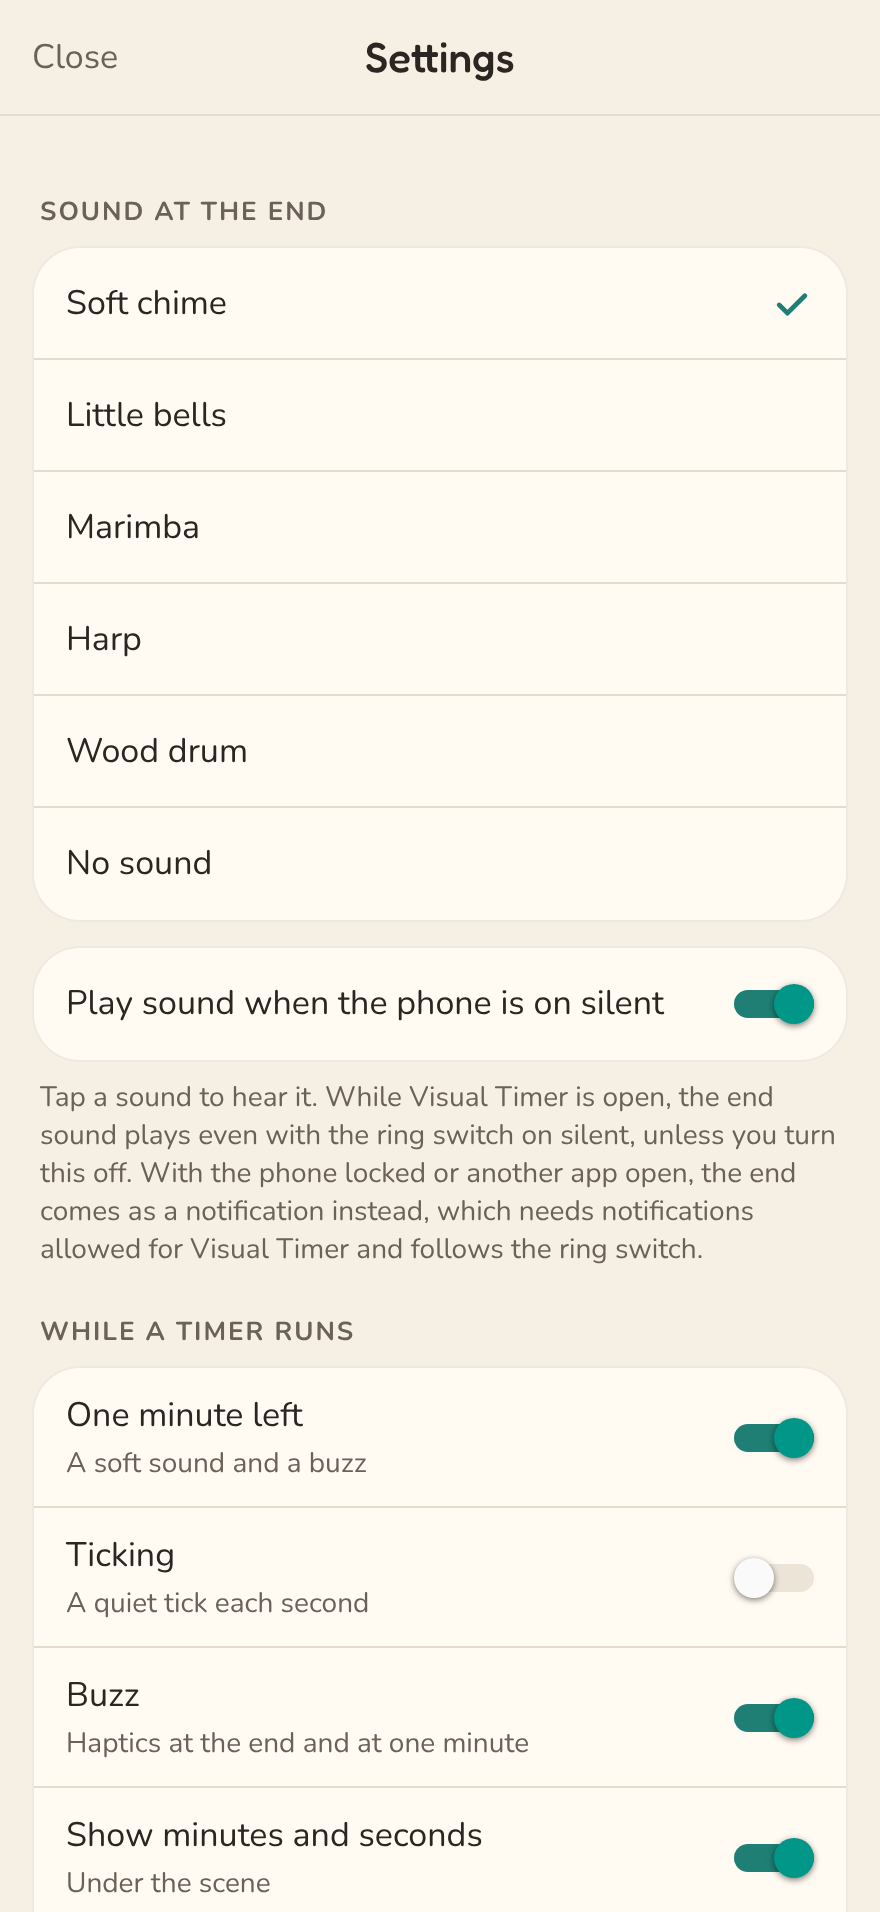 Close
Settings
SOUND AT THE END
Soft chime
Little bells
Marimba
Harp
Wood drum
No sound
Play sound when the phone is on silent
Tap a sound to hear it. While Visual Timer is open, the end
sound plays even with the ring switch on silent, unless you turn
this off. With the phone locked or another app open, the end
comes as a notification instead, which needs notifications
allowed for Visual Timer and follows the ring switch.
WHILE A TIMER RUNS
One minute left
A soft sound and a buzz
Ticking
A quiet tick each second
Buzz
Haptics at the end and at one minute
Show minutes and seconds
Under the scene